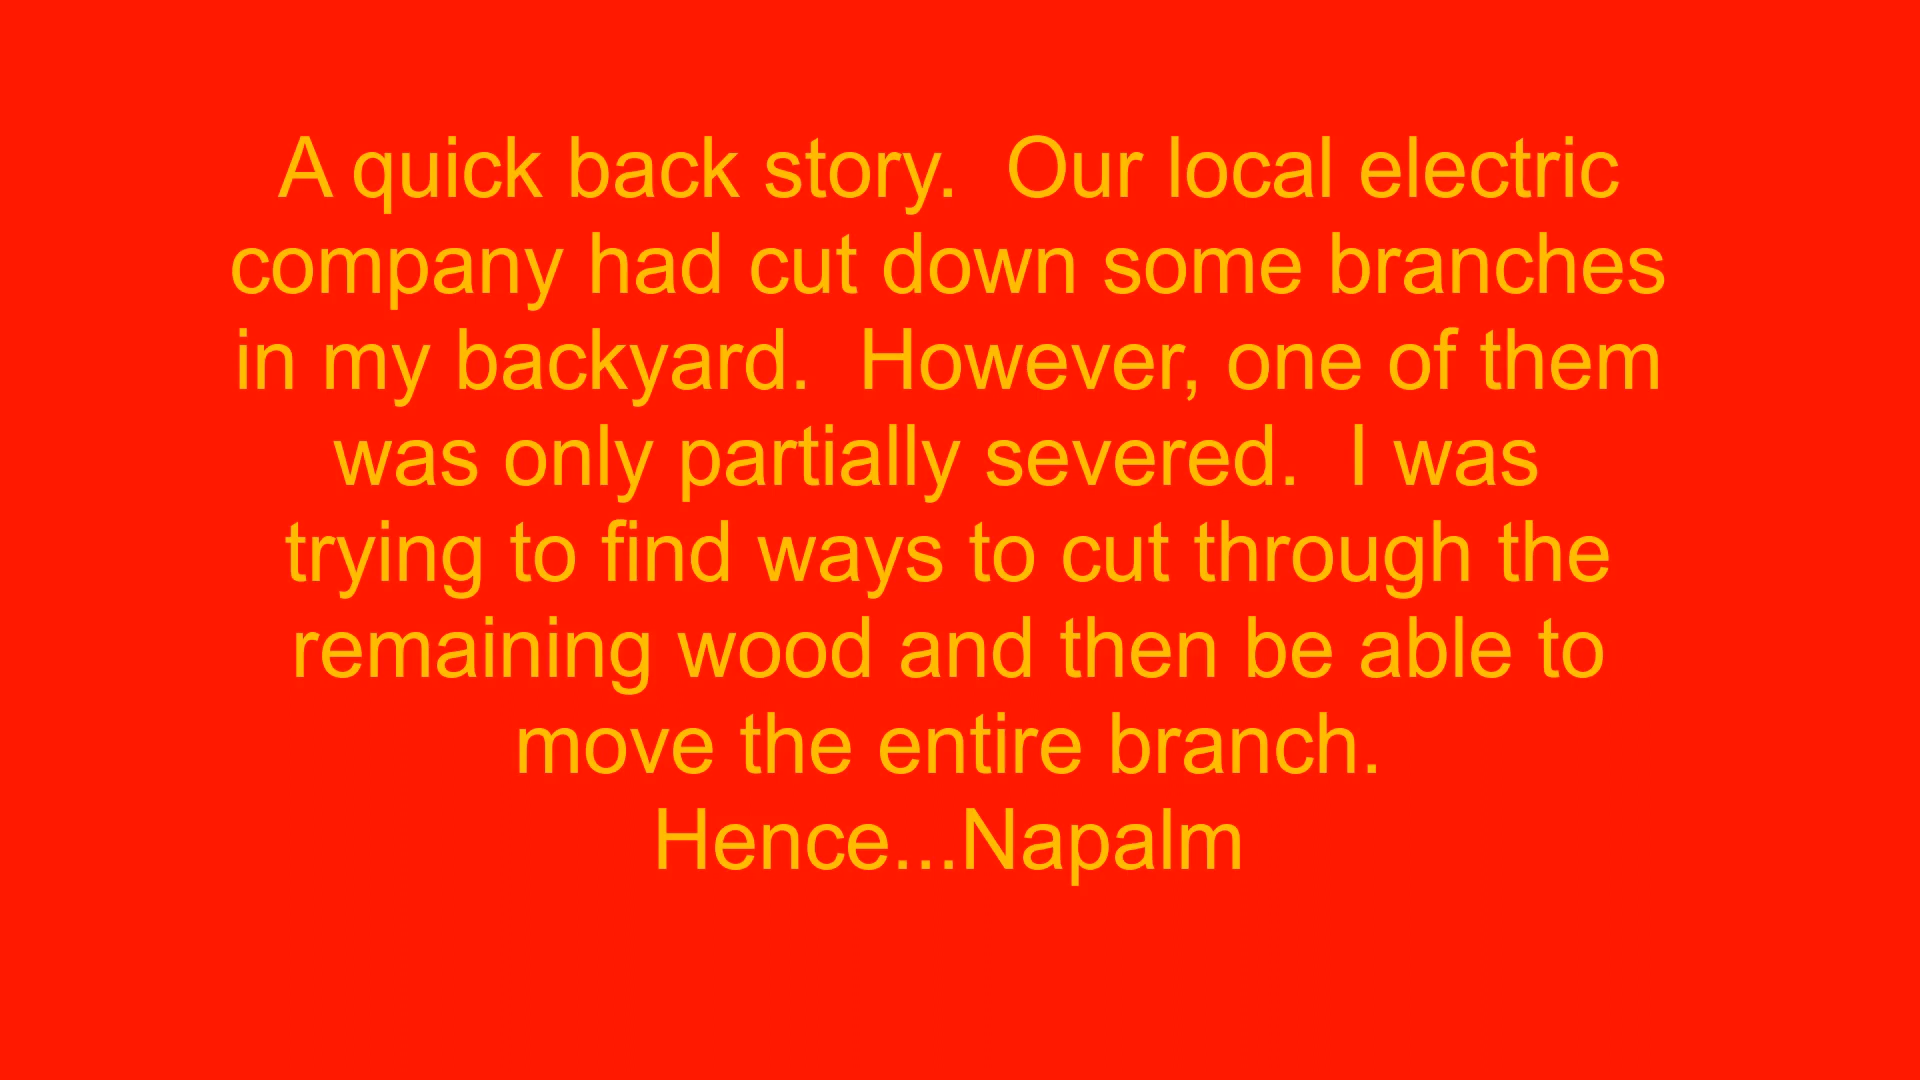 A quick back story.  Our local electric
company had cut down some branches
in my backyard.  However, one of them
was only partially severed.  I was
trying to find ways to cut through the
remaining wood and then be able to
move the entire branch.
Hence...Napalm